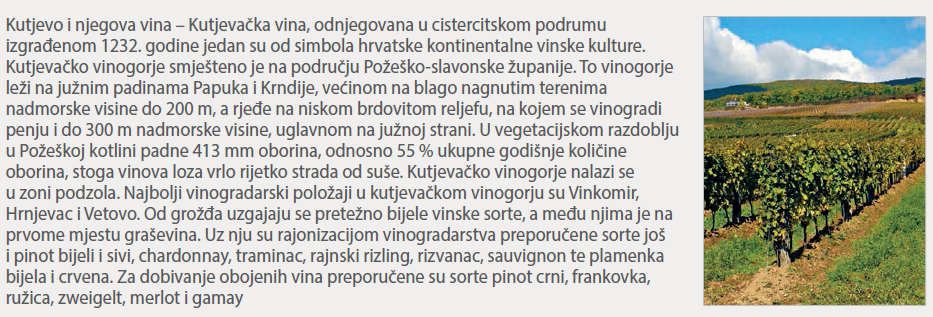 Kutjevo i njegova vina – Kutjevačka vina, odnjegovana u cistercitskom podrumu
izgrađenom 1232. godine jedan su od simbola hrvatske kontinentalne vinske kulture.
Kutjevačko vinogorje smješteno je na području Požeško-slavonske županije. To vinogorje
leži na južnim padinama Papuka i Krndije, većinom na blago nagnutim terenima
nadmorske visine do 200 m, a rjeđe na niskom brdovitom reljefu, na kojem se vinogradi
penju i do 300 m nadmorske visine, uglavnom na južnoj strani. U vegetacijskom razdoblju
u Požeškoj kotlini padne 413 mm oborina, odnosno 55 % ukupne godišnje količine
oborina, stoga vinova loza vrlo rijetko strada od suše. Kutjevačko vinogorje nalazi se
u zoni podzola. Najbolji vinogradarski položaji u kutjevačkom vinogorju su Vinkomir,
Hrnjevac i Vetovo. Od grožđa uzgajaju se pretežno bijele vinske sorte, a među njima je na
prvome mjestu graševina. Uz nju su rajonizacijom vinogradarstva preporučene sorte još
i pinot bijeli i sivi, chardonnay, traminac, rajnski rizling, rizvanac, sauvignon te plamenka
bijela i crvena. Za dobivanje obojenih vina preporučene su sorte pinot crni, frankovka,
ružica, zweigelt, merlot i gamay